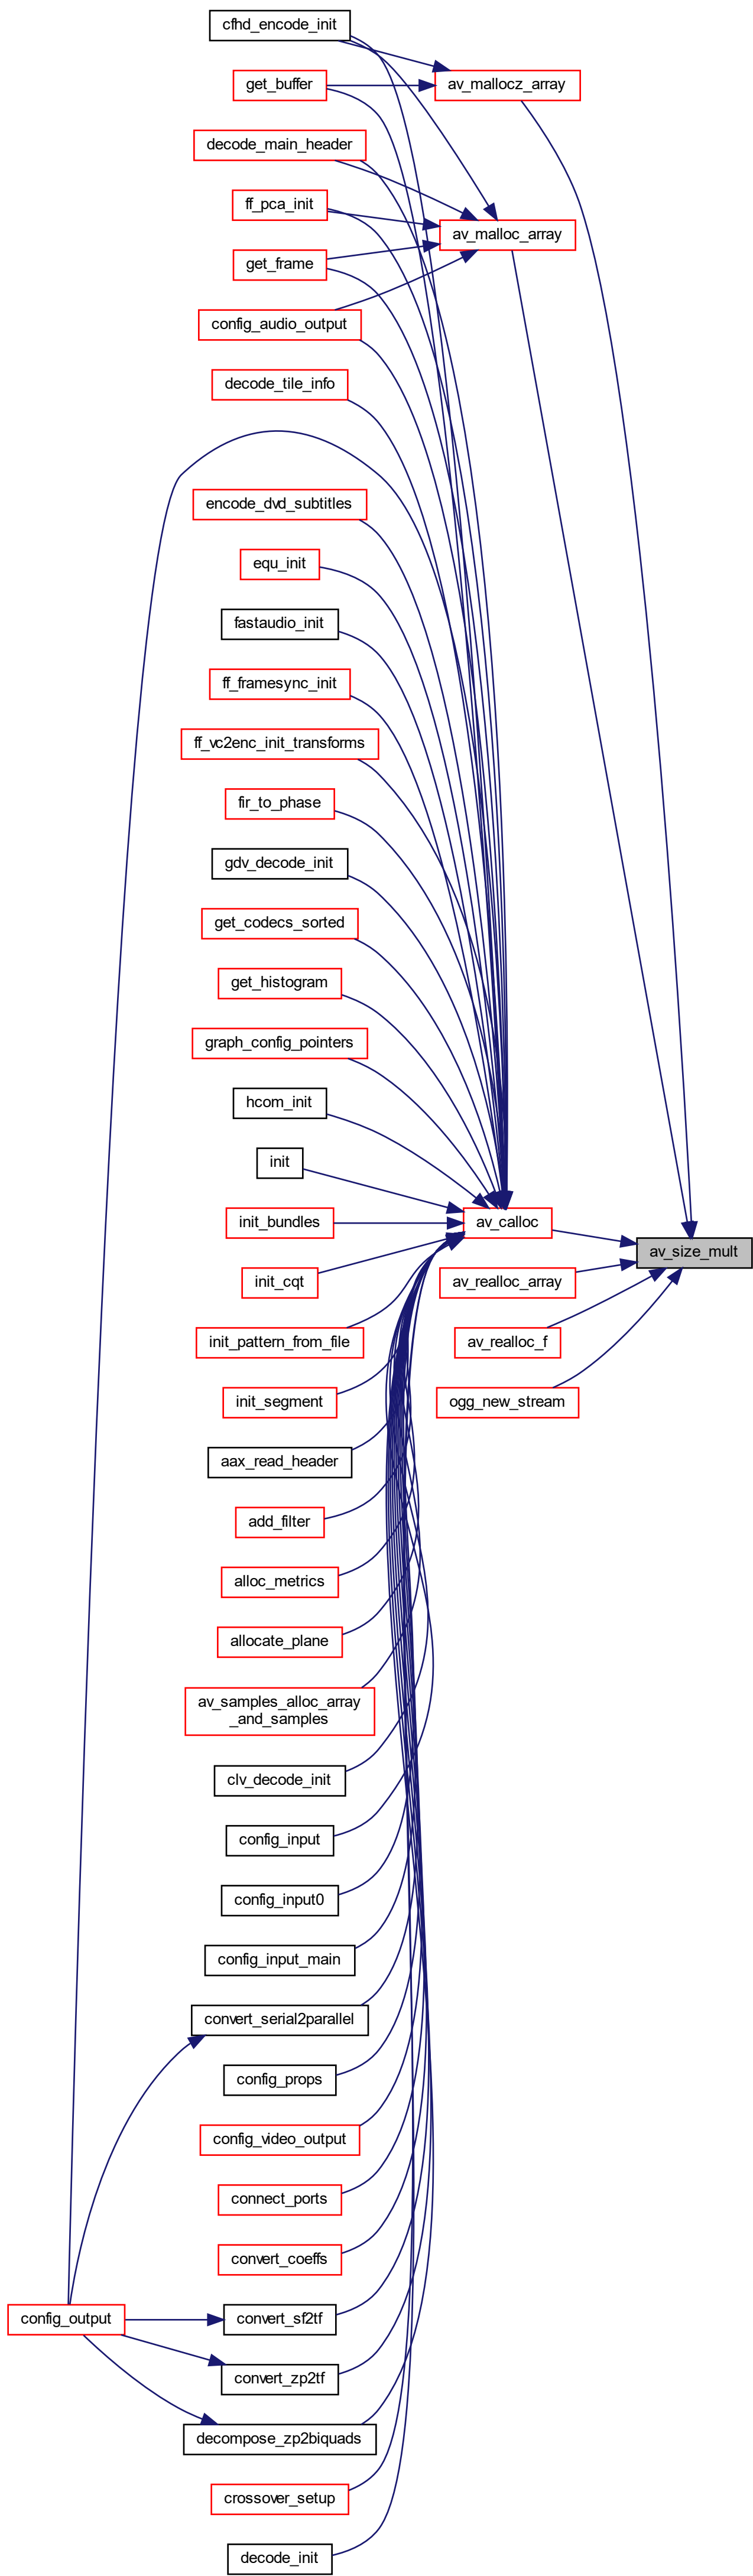 cfhd_encode_init
get_buffer
av_mallocz_array
decode_main_header
ff_pca_init
av_malloc_array
get_frame
config_audio_output
decode_tile_info
encode_dvd_subtitles
equ_init
fastaudio_init
ff_framesync_init
ff_vc2enc_init_transforms
fir_to_phase
gdv_decode_init
get_codecs_sorted
get_histogram
graph_config_pointers
hcom_init
init
init_bundles
av_calloc
av_size_mult
init_cqt
av_realloc_array
init_pattern_from_file
av_realloc_f
init_segment
ogg_new_stream
aax_read_header
add_filter
alloc_metrics
allocate_plane
av_samples_alloc_array
_and_samples
clv_decode_init
config_input
config_input0
config_input_main
convert_serial2parallel
config_props
config_video_output
connect_ports
convert_coeffs
config_output
convert_sf2tf
convert_zp2tf
decompose_zp2biquads
crossover_setup
decode_init